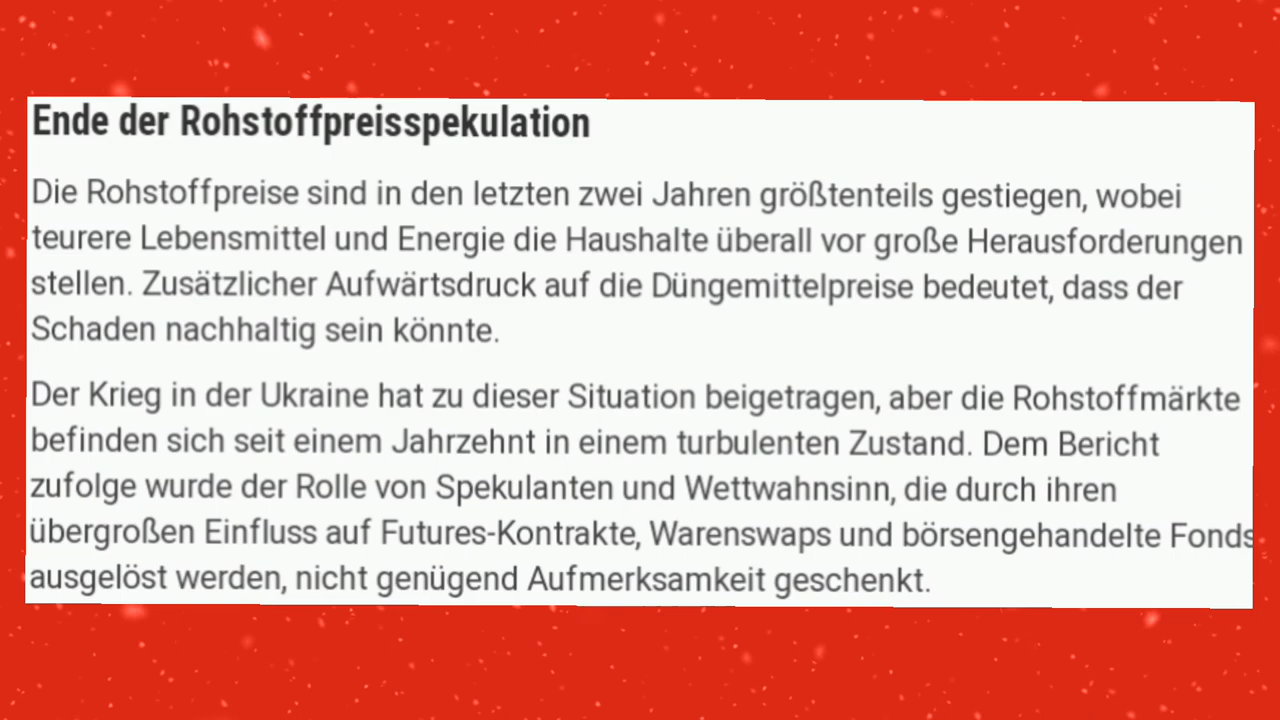 Ende der Rohstoffpreisspekulation
Die Rohstoffpreise sind in den letzten zwei Jahren größtenteils gestiegen, wobei
teurere Lebensmittel und Energie die Haushalte überall vor große Herausforderungen
stellen. Zusätzlicher Aufwärtsdruck auf die Düngemittelpreise bedeutet, dass der
Schaden nachhaltig sein könnte.
Der Krieg in der Ukraine hat zu dieser Situation beigetragen, aber die Rohstoffmärkte
befinden sich seit einem Jahrzehnt in einem turbulenten Zustand. Dem Bericht
zufolge wurde der Rolle von Spekulanten und Wettwahnsinn, die durch ihren
übergroßen Einfluss auf Futures-Kontrakte, Warenswaps und börsengehandelte Fonds
ausgelöst werden, nicht genügend Aufmerksamkeit geschenkt.